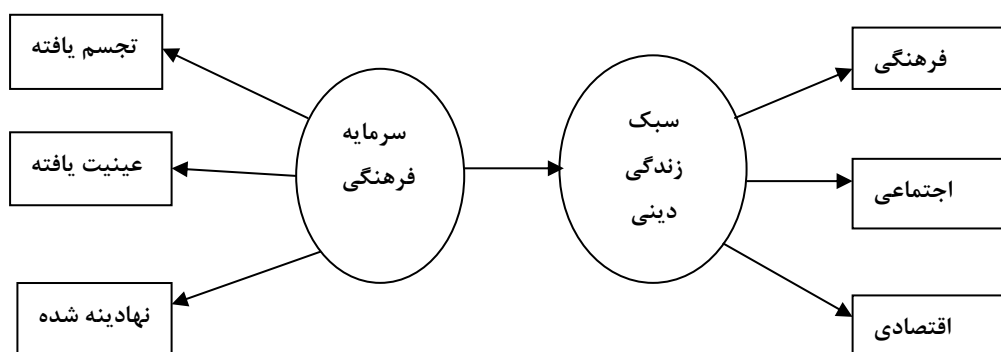 فرهنگی
اجتماعی
اقتصادی
سبک
زندگی
دینی
سرمایه
فرهنگی
تجسم یافته
عینیت یافته
نهادینه شده